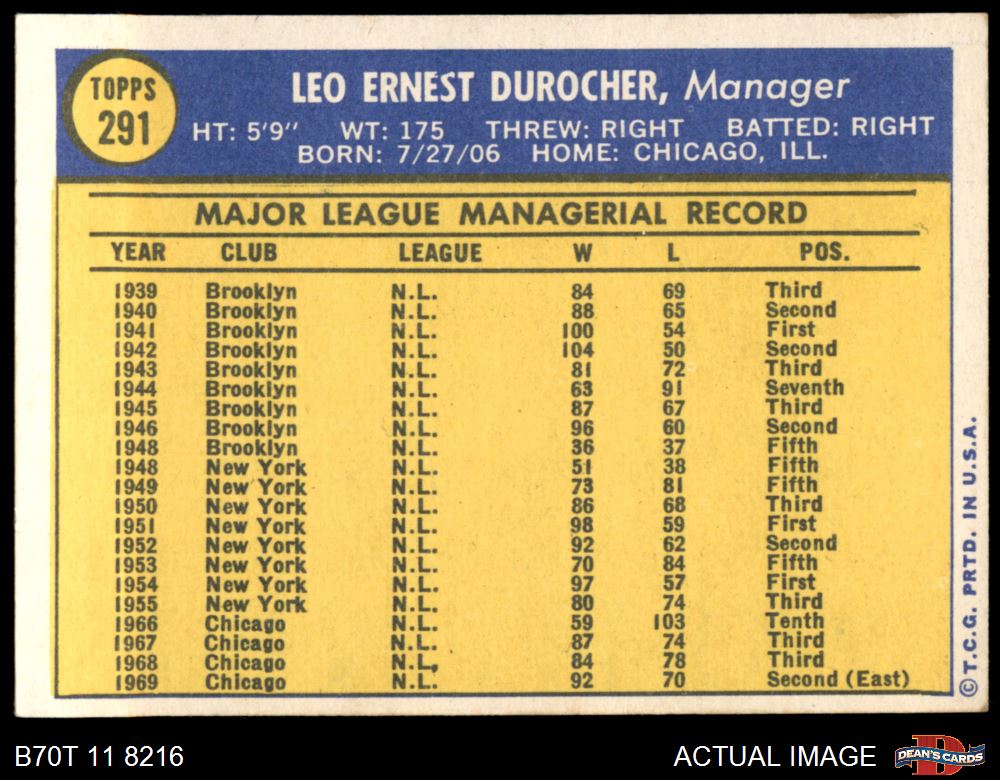 TOPPS
291
LEO ERNEST DUROCHER, Manager
HT: 5'9" WT: 175 THREW: RIGHT BATTED: RIGHT
BORN: 7/27/06 HOME: CHICAGO, ILL.
MAJOR LEAGUE MANAGERIAL RECORD
YEAR CLUB LEAGUE W L POS.
1939 Brooklyn N.L. 84 69 Third
1940 Brooklyn N.L. 88 65 Second
1941 Brooklyn N.L. 100 54 First
1942 Brooklyn N.L. 104 50 Second
1943 Brooklyn N.L. 81 72 Third
1944 Brooklyn N.L. 63 91 Seventh
1945 Brooklyn N.L. 87 67 Third
1946 Brooklyn N.L. 96 60 Second
1948 Brooklyn N.L. 36 37 Fifth
1948 New York N.L. 51 38 Fifth
1949 New York N.L. 73 81 Fifth
1950 New York N.L. 86 68 Third
1951 New York N.L. 98 59 First
1952 New York N.L. 92 62 Second
1953 New York N.L. 70 84 Fifth
1954 New York N.L. 97 57 First
1955 New York N.L. 80 74 Third
1966 Chicago N.L. 59 103 Tenth
1967 Chicago N.L. 87 74 Third
1968 Chicago N.L. 84 78 Third
1969 Chicago N.L. 92 70 Second (East)
© T.C.G. PRTD. IN U.S.A.
B70T 11 8216
ACTUAL IMAGE
DEAN'S CARDS